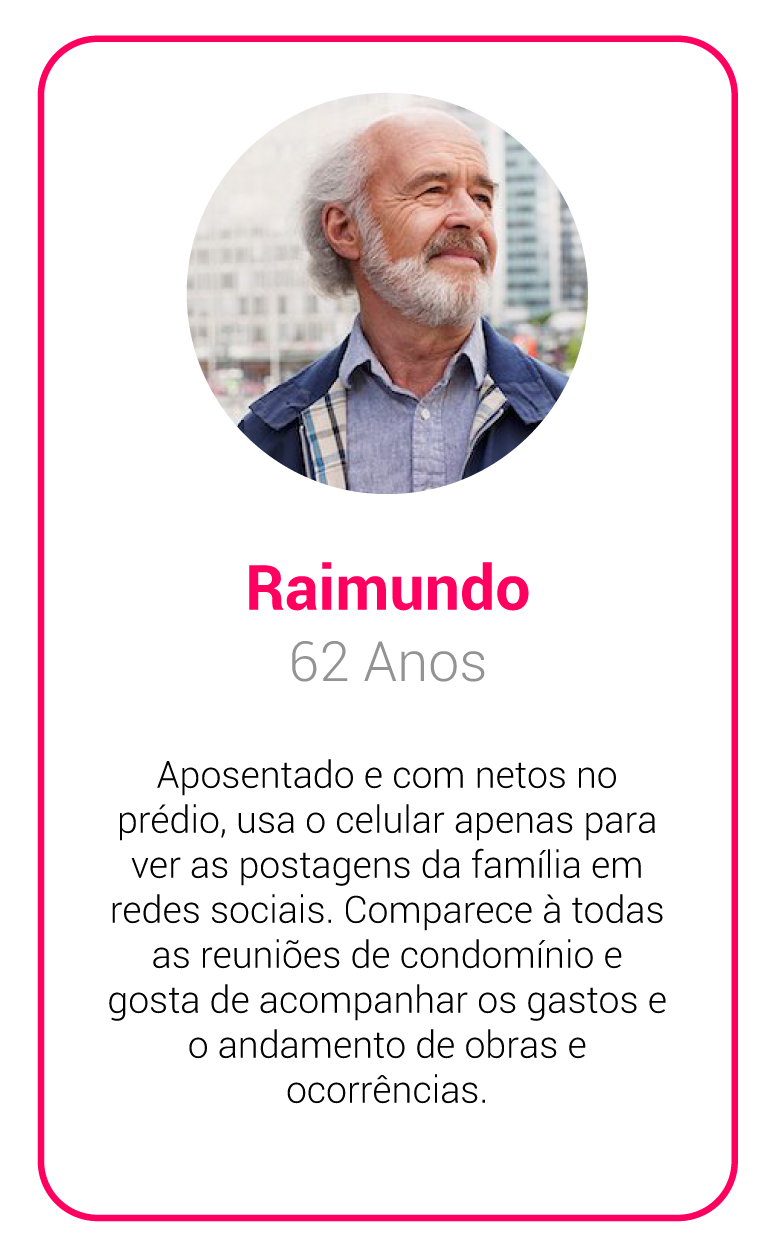 Raimundo
62 Anos
Aposentado e com netos no
prédio, usa o celular apenas para
ver as postagens da família em
redes sociais. Comparece à todas
as reuniões de condomínio e
gosta de acompanhar os gastos e
o andamento de obras e
ocorrências.